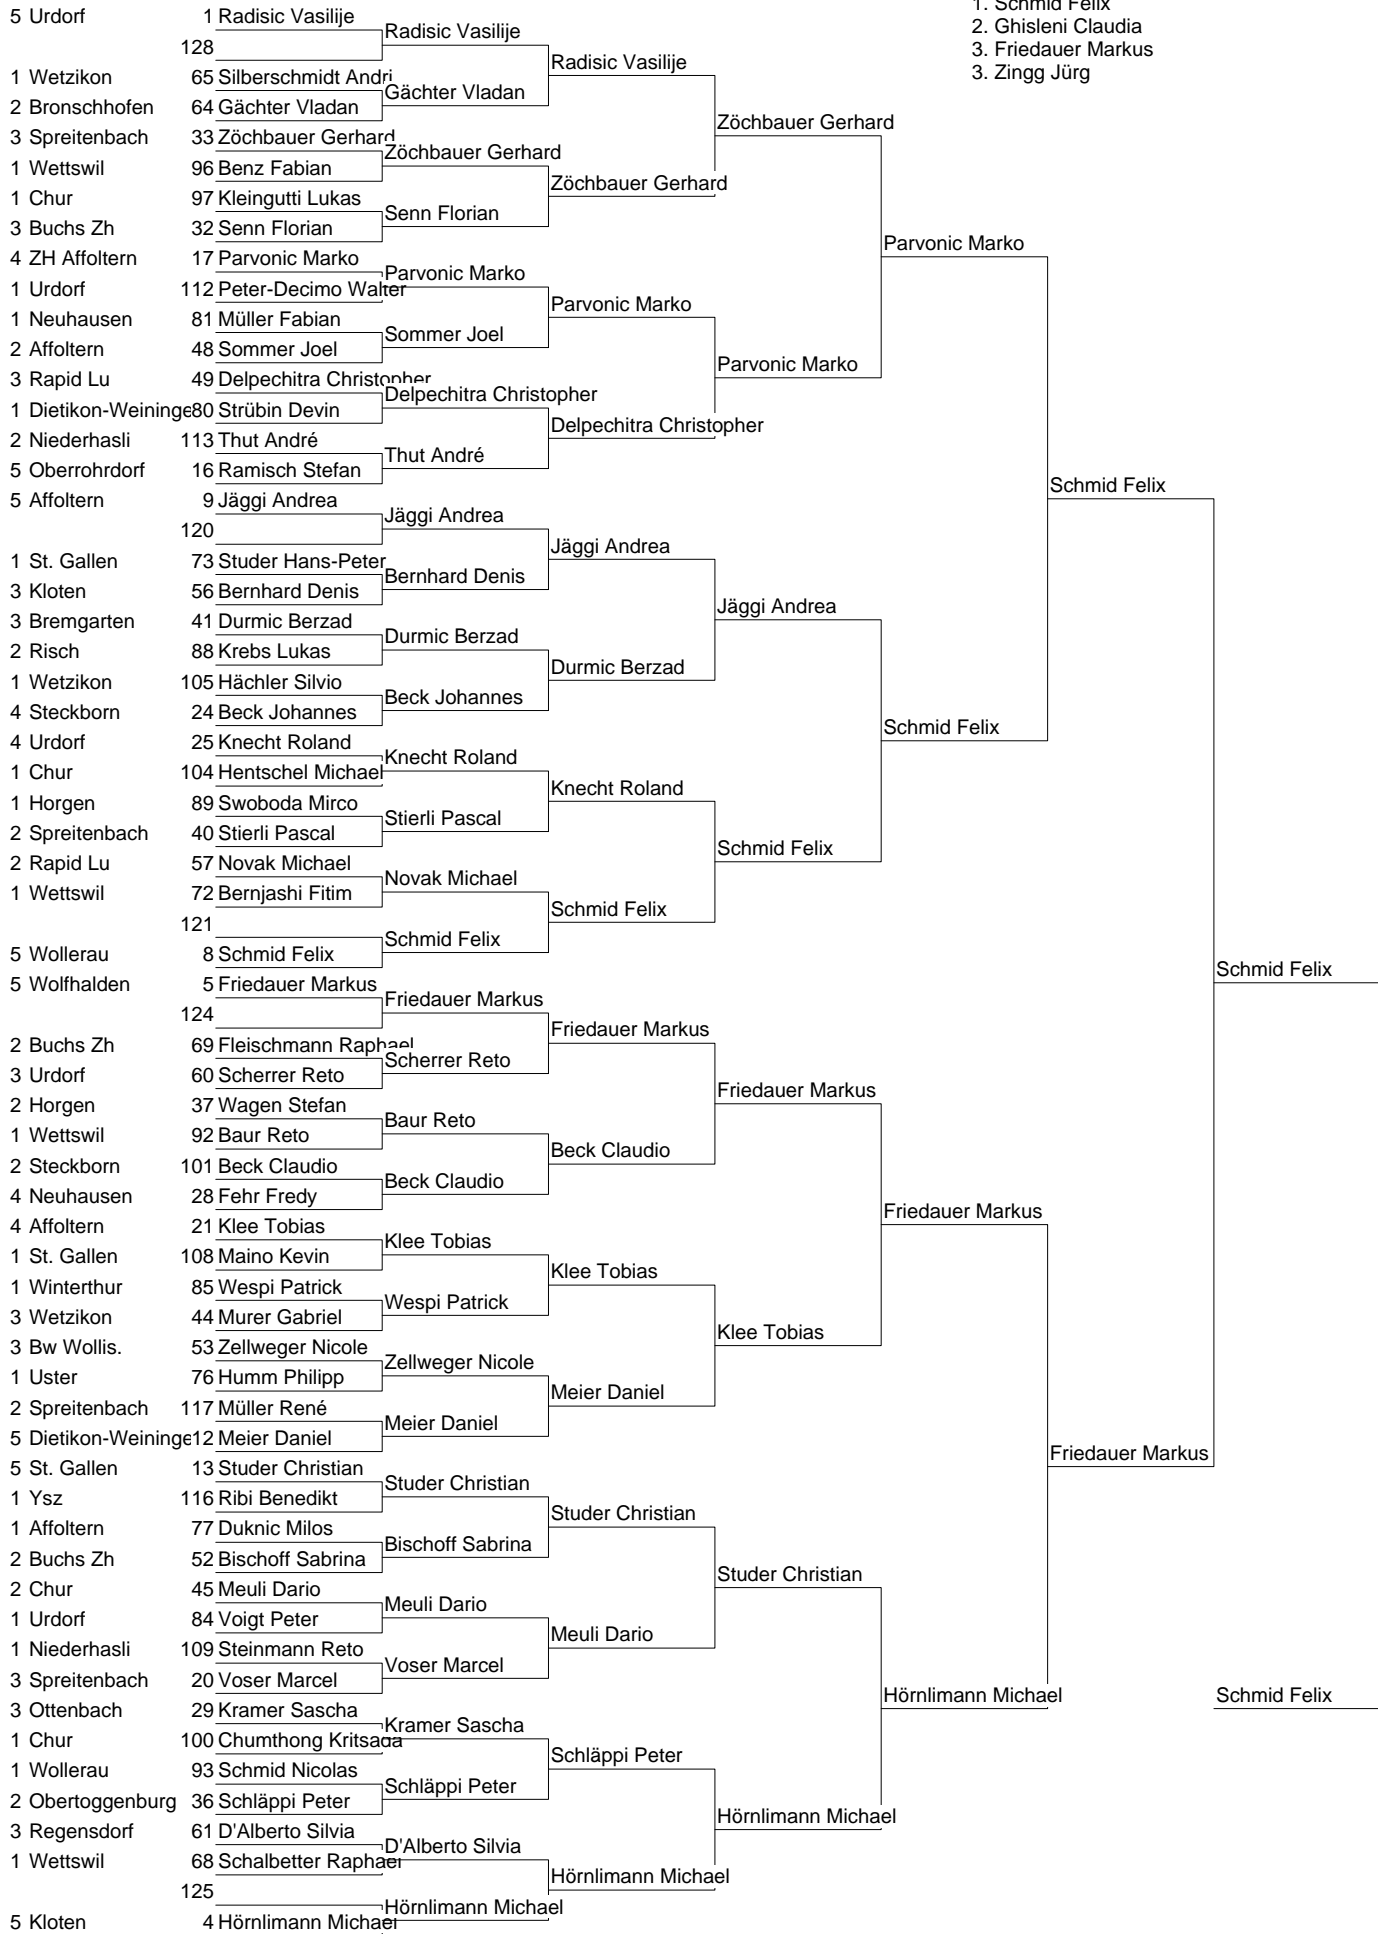 1. Schmid Felix
2. Ghisleni Claudia
3. Friedauer Markus
3. Zingg Jürg
5 Urdorf 1 Radisic Vasilije
Radisic Vasilije
128
Radisic Vasilije
1 Wetzikon 65 Silberschmidt Andri
Gächter Vladan
2 Bronschhofen 64 Gächter Vladan
Zöchbauer Gerhard
3 Spreitenbach 33 Zöchbauer Gerhard
Zöchbauer Gerhard
1 Wettswil 96 Benz Fabian
Zöchbauer Gerhard
1 Chur 97 Kleingutti Lukas
Senn Florian
3 Buchs Zh 32 Senn Florian
Parvonic Marko
4 ZH Affoltern 17 Parvonic Marko
Parvonic Marko
1 Urdorf 112 Peter-Decimo Walter
Parvonic Marko
1 Neuhausen 81 Müller Fabian
Sommer Joel
2 Affoltern 48 Sommer Joel
Parvonic Marko
3 Rapid Lu 49 Delpechitra Christopher
Delpechitra Christopher
1 Dietikon-Weininge 80 Strübin Devin
Delpechitra Christopher
2 Niederhasli 113 Thut André
Thut André
5 Oberrohrdorf 16 Ramisch Stefan
Schmid Felix
5 Affoltern 9 Jäggi Andrea
Jäggi Andrea
120
Jäggi Andrea
1 St. Gallen 73 Studer Hans-Peter
Bernhard Denis
3 Kloten 56 Bernhard Denis
Jäggi Andrea
3 Bremgarten 41 Durmic Berzad
Durmic Berzad
2 Risch 88 Krebs Lukas
Durmic Berzad
1 Wetzikon 105 Hächler Silvio
Beck Johannes
4 Steckborn 24 Beck Johannes
Schmid Felix
4 Urdorf 25 Knecht Roland
Knecht Roland
1 Chur 104 Hentschel Michael
Knecht Roland
1 Horgen 89 Swoboda Mirco
Stierli Pascal
2 Spreitenbach 40 Stierli Pascal
Schmid Felix
2 Rapid Lu 57 Novak Michael
Novak Michael
1 Wettswil 72 Bernjashi Fitim
Schmid Felix
121
Schmid Felix
5 Wollerau 8 Schmid Felix
Schmid Felix
5 Wolfhalden 5 Friedauer Markus
Friedauer Markus
124
Friedauer Markus
2 Buchs Zh 69 Fleischmann Raphael
Scherrer Reto
3 Urdorf 60 Scherrer Reto
Friedauer Markus
2 Horgen 37 Wagen Stefan
Baur Reto
1 Wettswil 92 Baur Reto
Beck Claudio
2 Steckborn 101 Beck Claudio
Beck Claudio
4 Neuhausen 28 Fehr Fredy
Friedauer Markus
4 Affoltern 21 Klee Tobias
Klee Tobias
1 St. Gallen 108 Maino Kevin
Klee Tobias
1 Winterthur 85 Wespi Patrick
Wespi Patrick
3 Wetzikon 44 Murer Gabriel
Klee Tobias
3 Bw Wollis. 53 Zellweger Nicole
Zellweger Nicole
1 Uster 76 Humm Philipp
Meier Daniel
2 Spreitenbach 117 Müller René
Meier Daniel
5 Dietikon-Weininge 12 Meier Daniel
Friedauer Markus
5 St. Gallen 13 Studer Christian
Studer Christian
1 Ysz 116 Ribi Benedikt
Studer Christian
1 Affoltern 77 Duknic Milos
Bischoff Sabrina
2 Buchs Zh 52 Bischoff Sabrina
Studer Christian
2 Chur 45 Meuli Dario
Meuli Dario
1 Urdorf 84 Voigt Peter
Meuli Dario
1 Niederhasli 109 Steinmann Reto
Voser Marcel
3 Spreitenbach 20 Voser Marcel
Hörnlimann Michael
Schmid Felix
3 Ottenbach 29 Kramer Sascha
Kramer Sascha
1 Chur 100 Chumthong Kritsada
Schläppi Peter
1 Wollerau 93 Schmid Nicolas
Schläppi Peter
2 Obertoggenburg 36 Schläppi Peter
Hörnlimann Michael
3 Regensdorf 61 D'Alberto Silvia
D'Alberto Silvia
1 Wettswil 68 Schalbetter Raphael
Hörnlimann Michael
125
Hörnlimann Michael
5 Kloten 4 Hörnlimann Michael